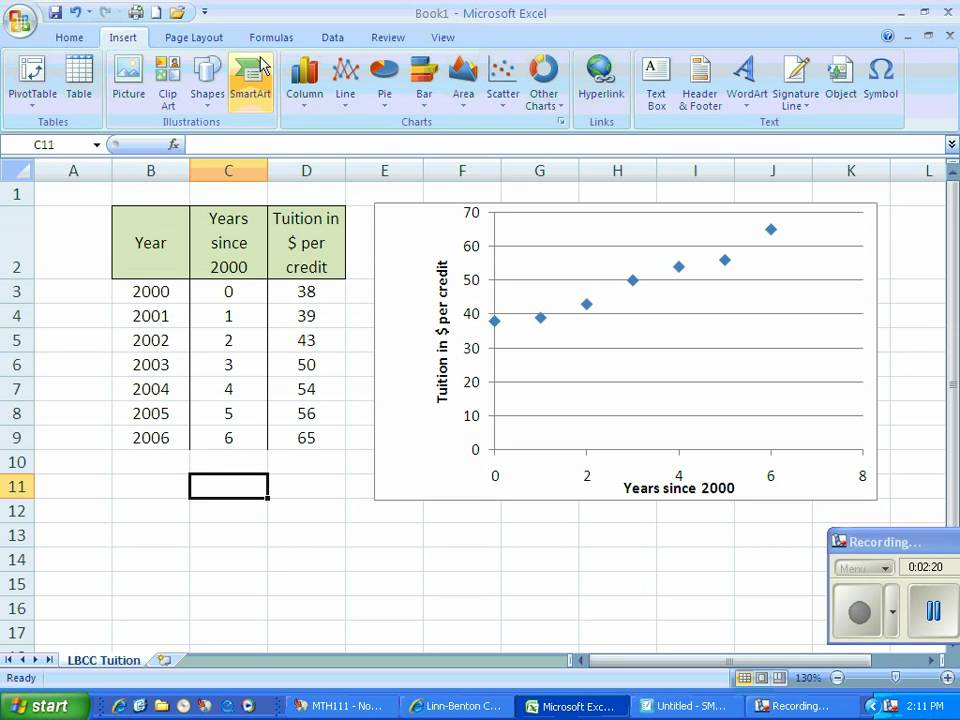 Book1 - Microsoft Excel
Home Insert Page Layout Formulas Data Review View
PivotTable Table Picture Clip Art Shapes SmartArt Column Line Pie Bar Area Scatter Other Charts Hyperlink Text Box Header & Footer WordArt Signature Line Object Symbol
Tables Illustrations Charts Links Text
C11 fx
A B C D E F G H I J K L
1
2 Year Years since 2000 Tuition in $ per credit
3 2000 0 38
4 2001 1 39
5 2002 2 43
6 2003 3 50
7 2004 4 54
8 2005 5 56
9 2006 6 65
10
11
12
13
14
15
16
17
70
60
50
40
30
20
10
0
Tuition in $ per credit
0 2 4 6 8
Years since 2000
Recording...
Menu 0:02:20
LBCC Tuition
Ready 130%
start MTH111 - No... Linn-Benton C... Microsoft Exc... Untitled - SM... Recording... 2:11 PM